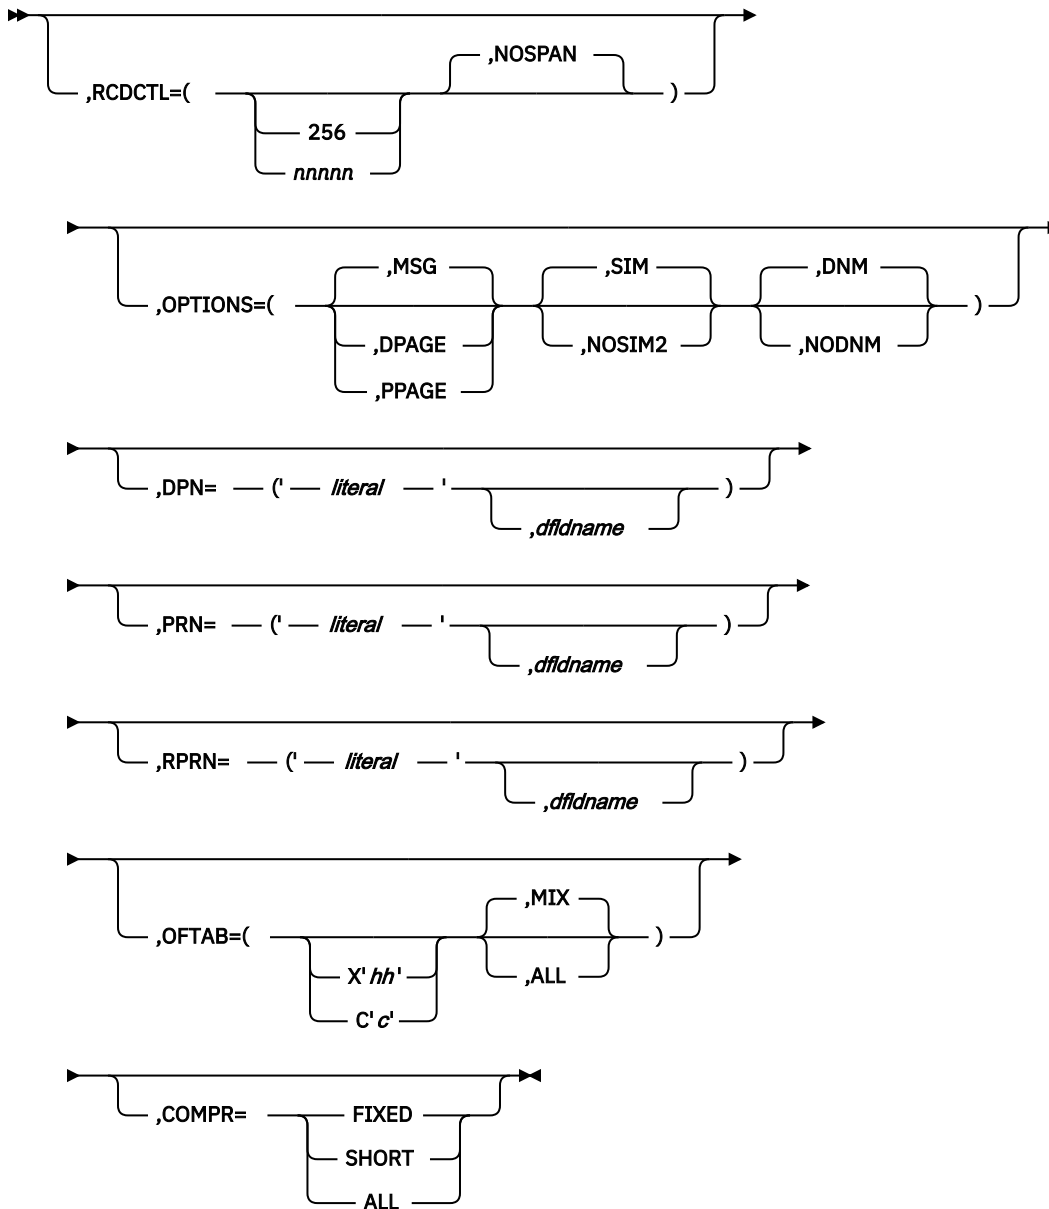 ,NOSPAN
,RCDCTL=( )
256
nnnnn
,MSG ,SIM ,DNM
,OPTIONS=( )
,DPAGE ,NOSIM2 ,NODNM
,PPAGE
,DPN= (' literal ' )
,dfldname
,PRN= (' literal ' )
,dfldname
,RPRN= (' literal ' )
,dfldname
,MIX
,OFTAB=( )
X'hh' ,ALL
C'c'
,COMPR= FIXED
SHORT
ALL